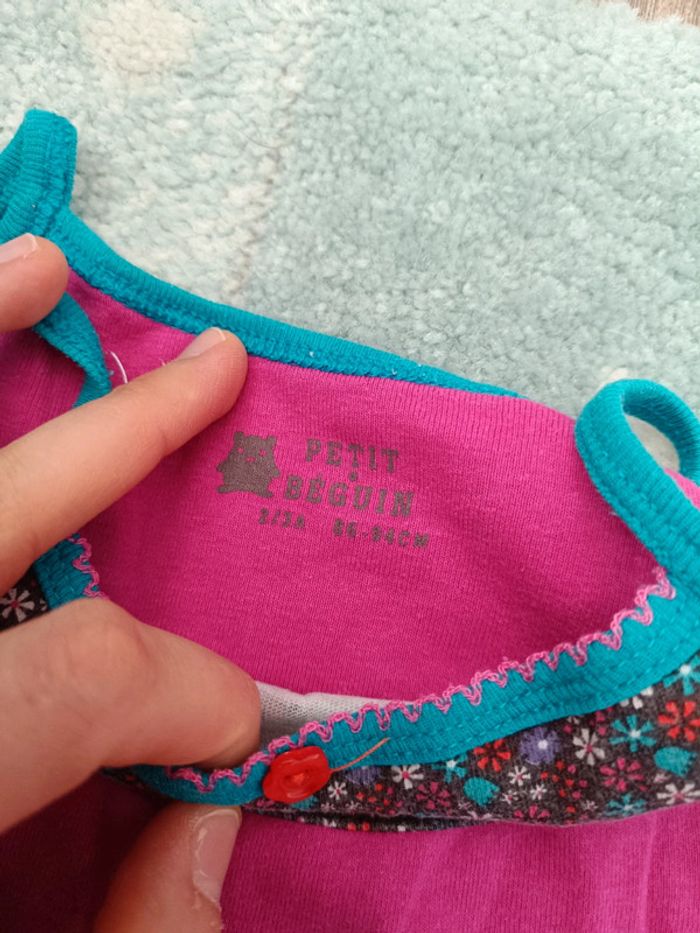 PETIT
BÉGUIN
2/3A 86-94CM